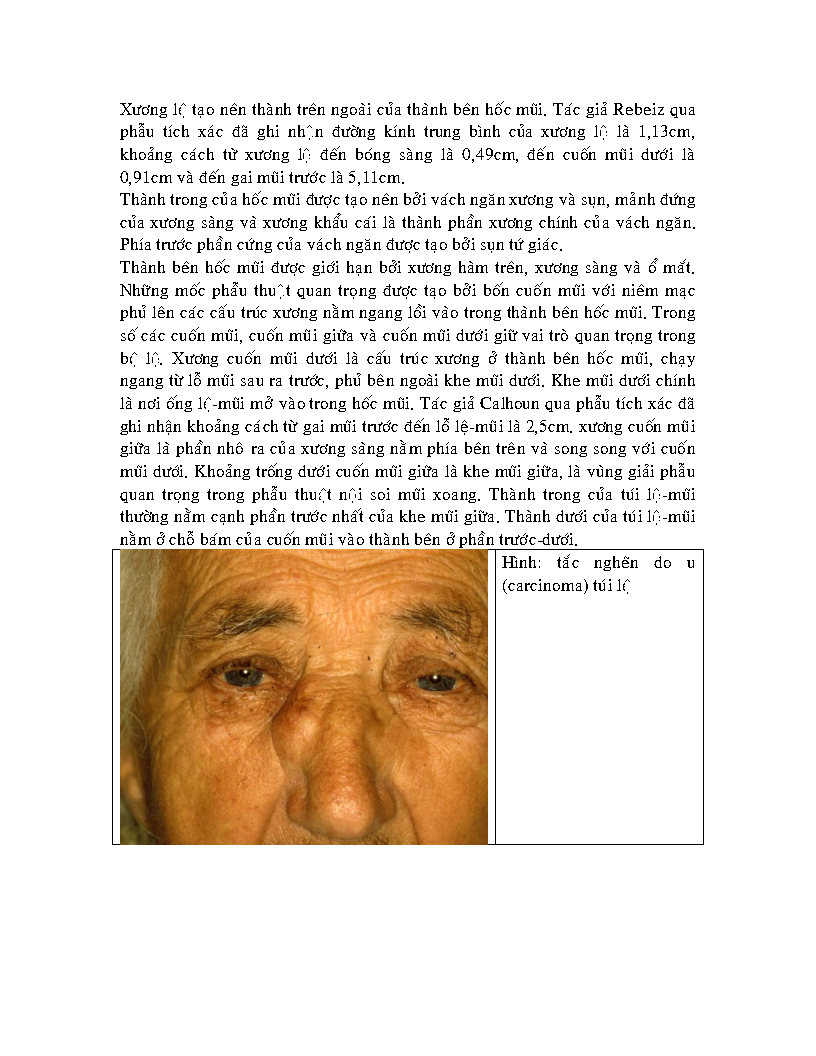 Xương lệ tạo nên thành trên ngoài của thành bên hốc mũi. Tác giả Rebeiz qua
phẫu tích xác đã ghi nhận đường kính trung bình của xương lệ là 1,13cm,
khoảng cách từ xương lệ đến bóng sàng là 0,49cm, đến cuốn mũi dưới là
0,91cm và đến gai mũi trước là 5,11cm.
Thành trong của hốc mũi được tạo nên bởi vách ngăn xương và sụn, mảnh đứng
của xương sàng và xương khẩu cái là thành phần xương chính của vách ngăn.
Phía trước phần cứng của vách ngăn được tạo bởi sụn tứ giác.
Thành bên hốc mũi được giới hạn bởi xương hàm trên, xương sàng và ổ mắt.
Những mốc phẫu thuật quan trọng được tạo bởi bốn cuốn mũi với niêm mạc
phủ lên các cấu trúc xương nằm ngang lồi vào trong thành bên hốc mũi. Trong
số các cuốn mũi, cuốn mũi giữa và cuốn mũi dưới giữ vai trò quan trọng trong
bộ lệ. Xương cuốn mũi dưới là cấu trúc xương ở thành bên hốc mũi, chạy
ngang từ lỗ mũi sau ra trước, phủ bên ngoài khe mũi dưới. Khe mũi dưới chính
là nơi ống lệ-mũi mở vào trong hốc mũi. Tác giả Calhoun qua phẫu tích xác đã
ghi nhận khoảng cách từ gai mũi trước đến lỗ lệ-mũi là 2,5cm. xương cuốn mũi
giữa là phần nhô ra của xương sàng nằm phía bên trên và song song với cuốn
mũi dưới. Khoảng trống dưới cuốn mũi giữa là khe mũi giữa, là vùng giải phẫu
quan trọng trong phẫu thuật nội soi mũi xoang. Thành trong của túi lệ-mũi
thường nằm cạnh phần trước nhất của khe mũi giữa. Thành dưới của túi lệ-mũi
nằm ở chỗ bám của cuốn mũi vào thành bên ở phần trước-dưới.
Hình: tắc nghẽn do u
(carcinoma) túi lệ